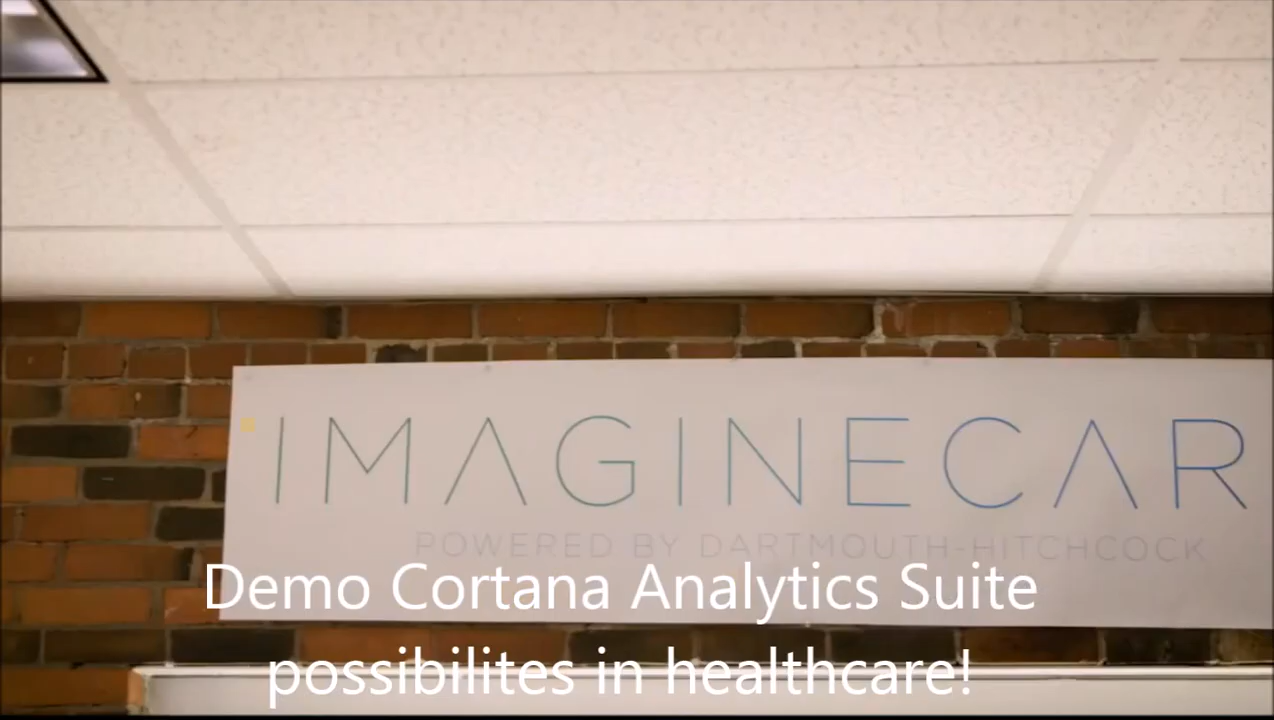 IMAGINECAR
POWERED BY DARTMOUTH-HITCHCOCK
Demo Cortana Analytics Suite
possibilites in healthcare!